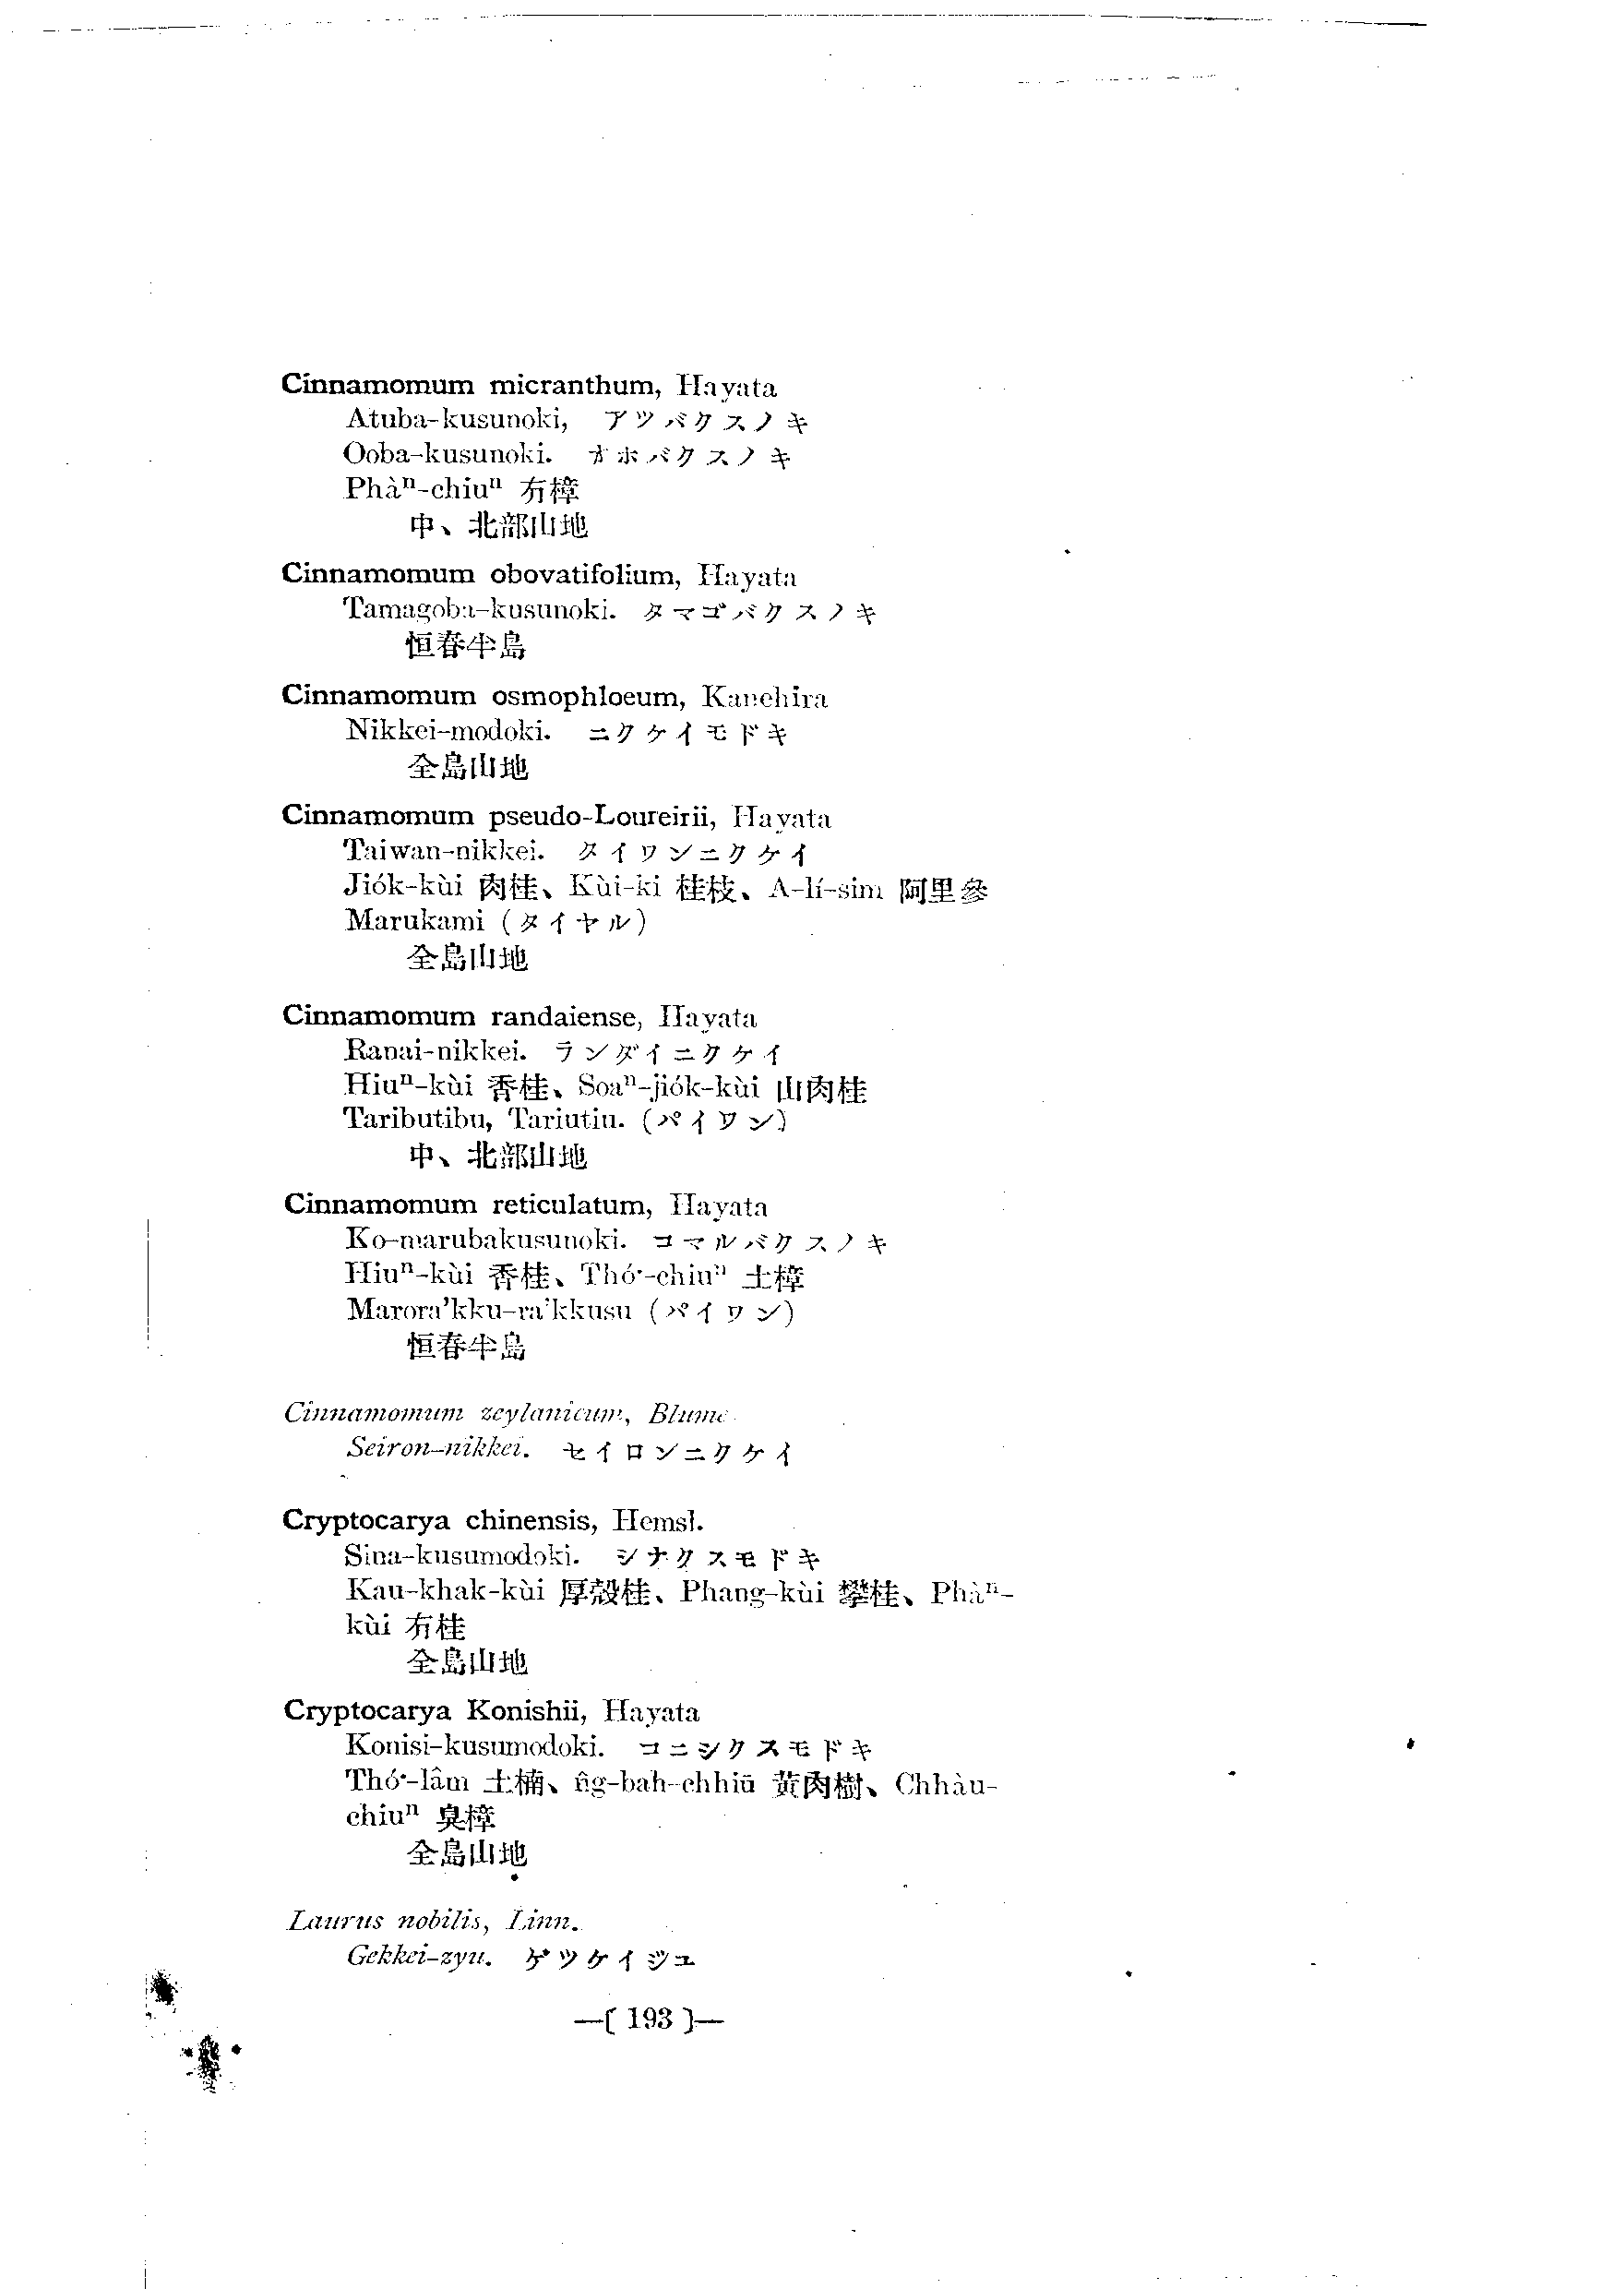 Cinnamomum micranthum, Hayata
Atuba-kusunoki, アツバクスノキ
Ooba-kusunoki. オホバクスノキ
Phàⁿ-chiuⁿ 冇樟
中、北部山地
Cinnamomum obovatifolium, Hayata
Tamagoba-kusunoki. タマゴバクスノキ
恒春半島
Cinnamomum osmophloeum, Kanehira
Nikkei-modoki. ニクケイモドキ
全島山地
Cinnamomum pseudo-Loureirii, Hayata
Taiwan-nikkei. タイワンニクケイ
Jiók-kùi 肉桂、Kùi-ki 桂枝、A-lí-sim 阿里參
Marukami (タイヤル)
全島山地
Cinnamomum randaiense, Hayata
Ranai-nikkei. ランダイニクケイ
Hiuⁿ-kùi 香桂、Soaⁿ-jiók-kùi 山肉桂
Taributibu, Tariutiu. (パイワン)
中、北部山地
Cinnamomum reticulatum, Hayata
Ko-marubakusunoki. コマルバクスノキ
Hiuⁿ-kùi 香桂、Thó͘-chiuⁿ 土樟
Marora'kku-ra'kkusu (パイワン)
恒春半島
Cinnamomum zeylanicum, Blume
Seiron-nikkei. セイロンニクケイ
Cryptocarya chinensis, Hemsl.
Sina-kusumodoki. シナクスモドキ
Kau-khak-kùi 厚殼桂、Phang-kùi 攀桂、Phàⁿ-
kùi 冇桂
全島山地
Cryptocarya Konishii, Hayata
Konisi-kusumodoki. コニシクスモドキ
Thó͘-lâm 土楠、n̂g-bah-chhiū 黃肉樹、Chhàu-
chiuⁿ 臭樟
全島山地
Laurus nobilis, Linn.
Gekkei-zyu. ゲツケイジユ
—( 193 )—